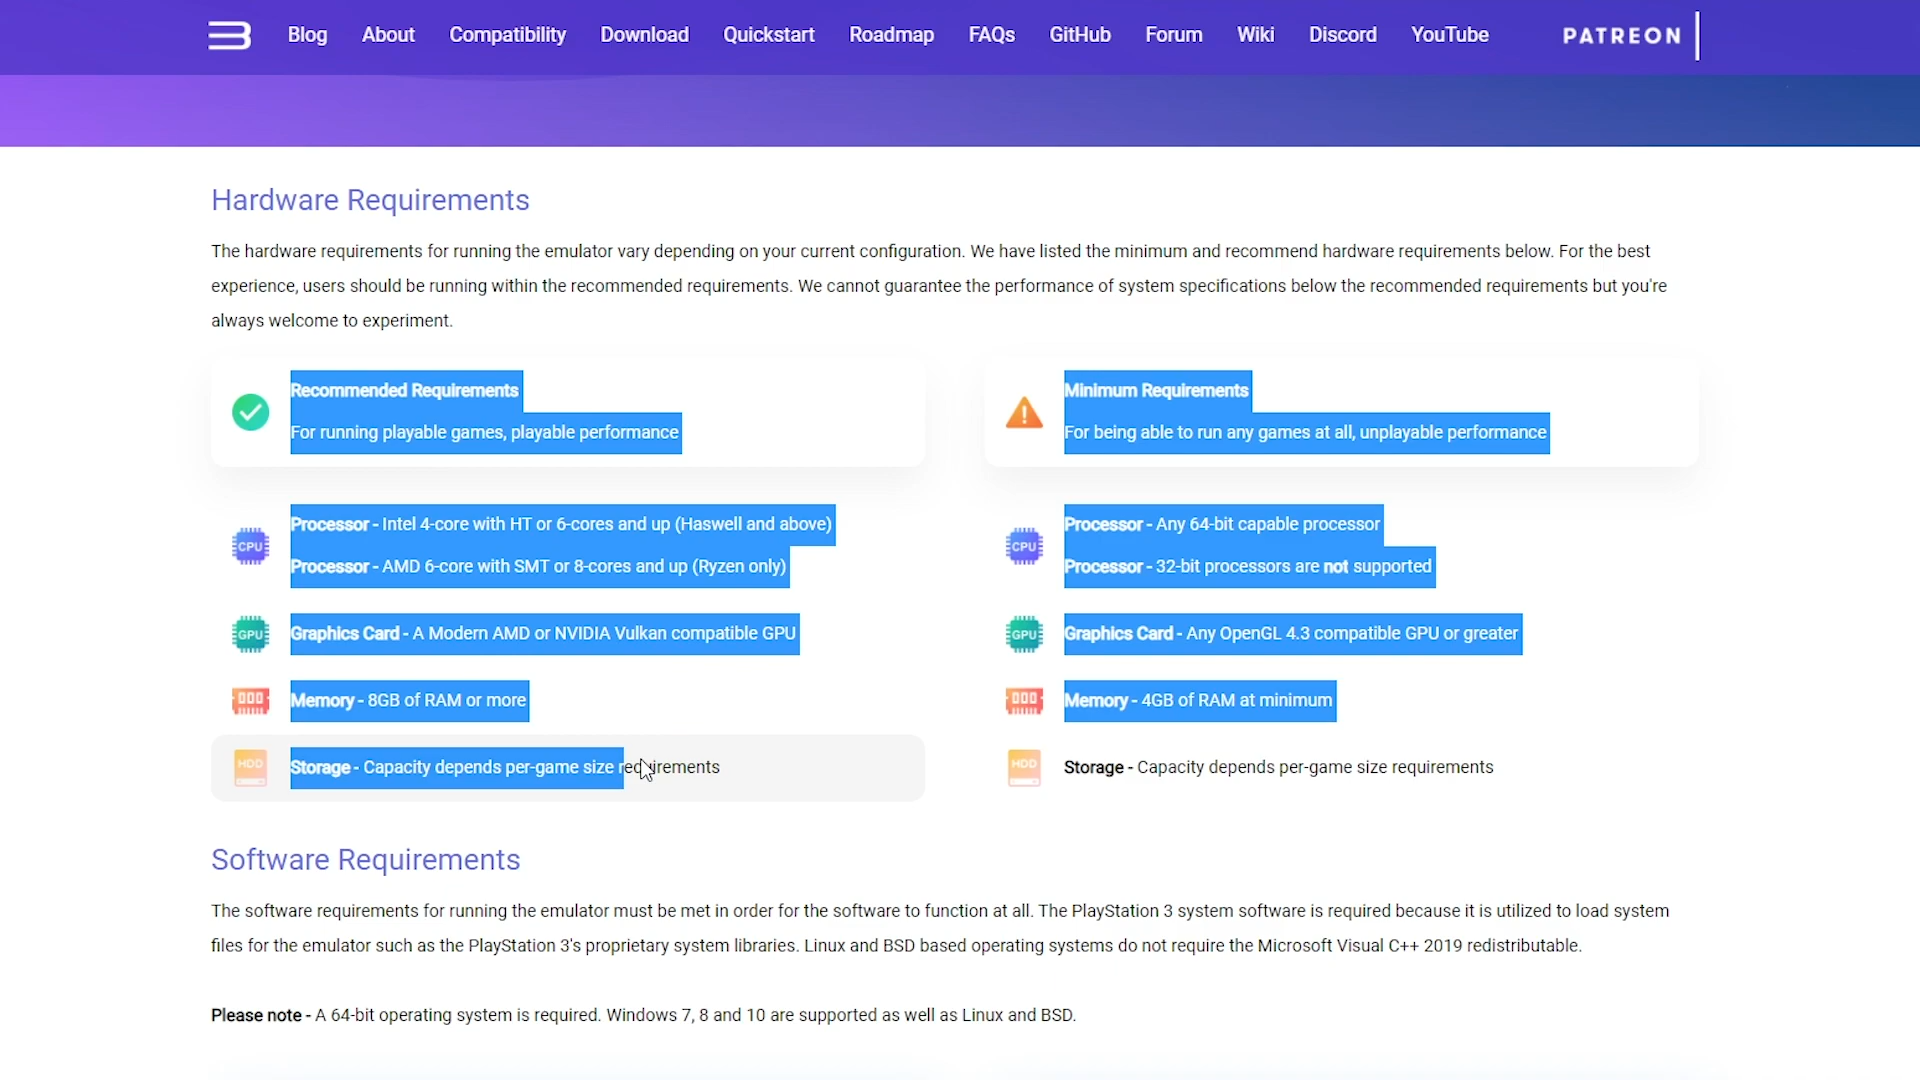 Blog About Compatibility Download Quickstart Roadmap FAQs GitHub Forum Wiki Discord YouTube PATREON
Hardware Requirements
The hardware requirements for running the emulator vary depending on your current configuration. We have listed the minimum and recommend hardware requirements below. For the best
experience, users should be running within the recommended requirements. We cannot guarantee the performance of system specifications below the recommended requirements but you're
always welcome to experiment.
Recommended Requirements
For running playable games, playable performance
Processor - Intel 4-core with HT or 6-cores and up (Haswell and above)
Processor - AMD 6-core with SMT or 8-cores and up (Ryzen only)
Graphics Card - A Modern AMD or NVIDIA Vulkan compatible GPU
Memory - 8GB of RAM or more
Storage - Capacity depends per-game size requirements
Minimum Requirements
For being able to run any games at all, unplayable performance
Processor - Any 64-bit capable processor
Processor - 32-bit processors are not supported
Graphics Card - Any OpenGL 4.3 compatible GPU or greater
Memory - 4GB of RAM at minimum
Storage - Capacity depends per-game size requirements
CPU
GPU
HDD
CPU
GPU
HDD
Software Requirements
The software requirements for running the emulator must be met in order for the software to function at all. The PlayStation 3 system software is required because it is utilized to load system
files for the emulator such as the PlayStation 3's proprietary system libraries. Linux and BSD based operating systems do not require the Microsoft Visual C++ 2019 redistributable.
Please note - A 64-bit operating system is required. Windows 7, 8 and 10 are supported as well as Linux and BSD.